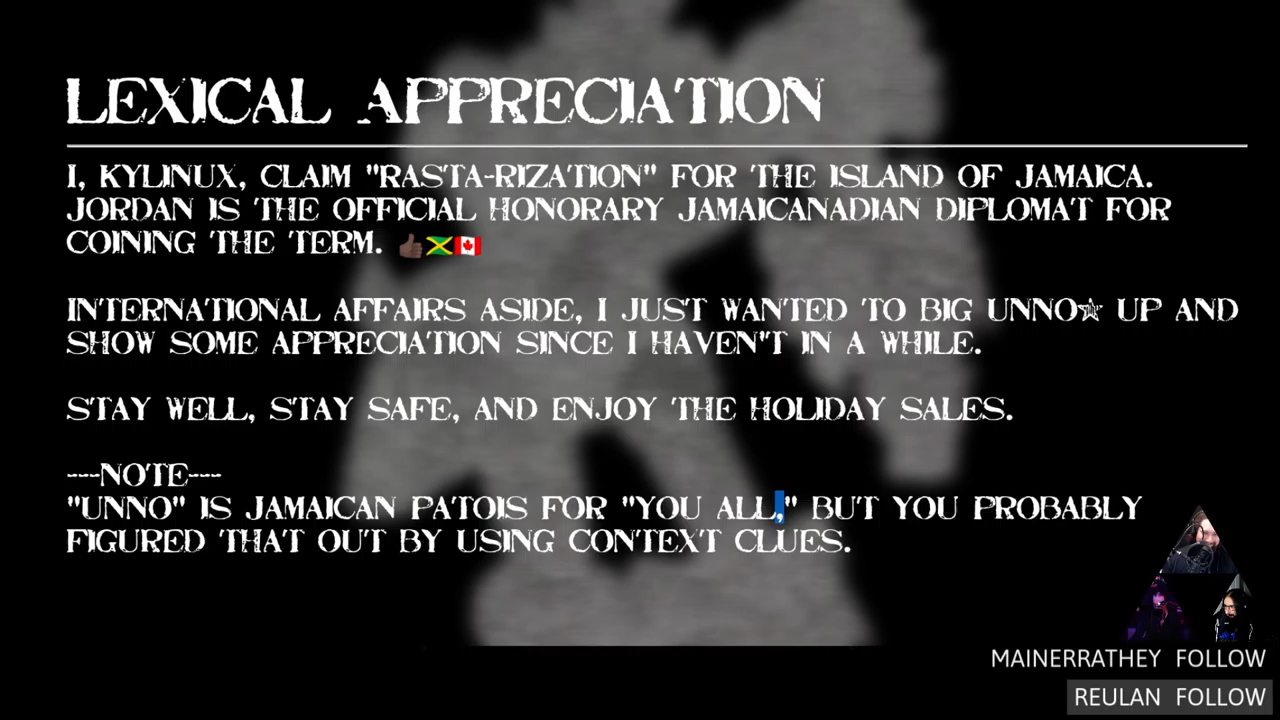 LEXICAL APPRECIATION
I, KYLINUX, CLAIM "RASTA-RIZATION" FOR THE ISLAND OF JAMAICA.
JORDAN IS THE OFFICIAL HONORARY JAMAICANADIAN DIPLOMAT FOR
COINING THE TERM. 👍🏿🇯🇲🇨🇦
INTERNATIONAL AFFAIRS ASIDE, I JUST WANTED TO BIG UNNO☆ UP AND
SHOW SOME APPRECIATION SINCE I HAVEN'T IN A WHILE.
STAY WELL, STAY SAFE, AND ENJOY THE HOLIDAY SALES.
---NOTE---
"UNNO" IS JAMAICAN PATOIS FOR "YOU ALL," BUT YOU PROBABLY
FIGURED THAT OUT BY USING CONTEXT CLUES.
MAINERRATHEY FOLLOW
REULAN FOLLOW